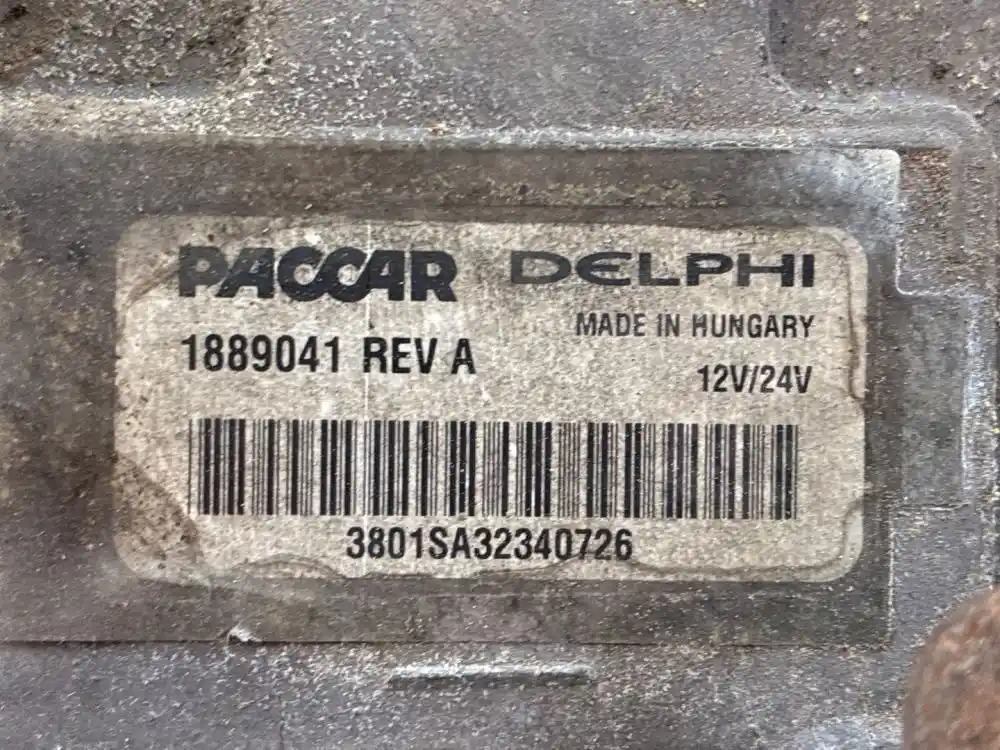 PACCAR DELPHI
MADE IN HUNGARY
1889041 REV A
12V/24V
3801SA32340726